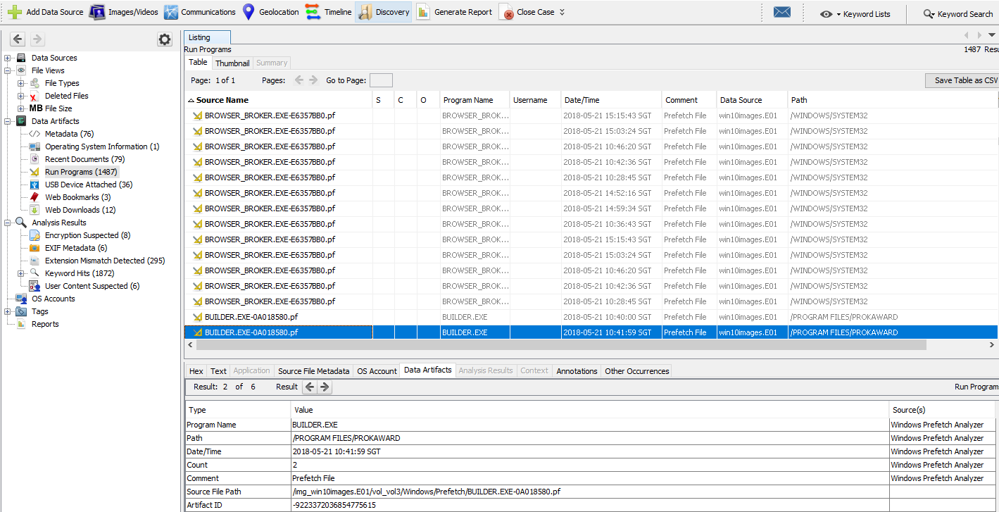 Add Data Source Images/Videos Communications Geolocation Timeline Discovery Generate Report Close Case Keyword Lists Keyword Search
Listing
Run Programs 1487 Resu
Table Thumbnail Summary
Page: 1 of 1 Pages: Go to Page: Save Table as CSV
Data Sources
File Views
File Types
Deleted Files
MB File Size
Data Artifacts
Metadata (76)
Operating System Information (1)
Recent Documents (79)
Run Programs (1487)
USB Device Attached (36)
Web Bookmarks (3)
Web Downloads (12)
Analysis Results
Encryption Suspected (8)
EXIF Metadata (6)
Extension Mismatch Detected (295)
Keyword Hits (1872)
User Content Suspected (6)
OS Accounts
Tags
Reports
Source Name S C O Program Name Username Date/Time Comment Data Source Path
BROWSER_BROKER.EXE-E6357BB0.pf BROWSER_BROK... 2018-05-21 15:15:43 SGT Prefetch File win10images.E01 /WINDOWS/SYSTEM32
BROWSER_BROKER.EXE-E6357BB0.pf BROWSER_BROK... 2018-05-21 15:03:24 SGT Prefetch File win10images.E01 /WINDOWS/SYSTEM32
BROWSER_BROKER.EXE-E6357BB0.pf BROWSER_BROK... 2018-05-21 10:46:20 SGT Prefetch File win10images.E01 /WINDOWS/SYSTEM32
BROWSER_BROKER.EXE-E6357BB0.pf BROWSER_BROK... 2018-05-21 10:42:36 SGT Prefetch File win10images.E01 /WINDOWS/SYSTEM32
BROWSER_BROKER.EXE-E6357BB0.pf BROWSER_BROK... 2018-05-21 10:28:45 SGT Prefetch File win10images.E01 /WINDOWS/SYSTEM32
BROWSER_BROKER.EXE-E6357BB0.pf BROWSER_BROK... 2018-05-21 14:52:16 SGT Prefetch File win10images.E01 /WINDOWS/SYSTEM32
BROWSER_BROKER.EXE-E6357BB0.pf BROWSER_BROK... 2018-05-21 14:59:34 SGT Prefetch File win10images.E01 /WINDOWS/SYSTEM32
BROWSER_BROKER.EXE-E6357BB0.pf BROWSER_BROK... 2018-05-21 10:36:43 SGT Prefetch File win10images.E01 /WINDOWS/SYSTEM32
BROWSER_BROKER.EXE-E6357BB0.pf BROWSER_BROK... 2018-05-21 15:15:43 SGT Prefetch File win10images.E01 /WINDOWS/SYSTEM32
BROWSER_BROKER.EXE-E6357BB0.pf BROWSER_BROK... 2018-05-21 15:03:24 SGT Prefetch File win10images.E01 /WINDOWS/SYSTEM32
BROWSER_BROKER.EXE-E6357BB0.pf BROWSER_BROK... 2018-05-21 10:46:20 SGT Prefetch File win10images.E01 /WINDOWS/SYSTEM32
BROWSER_BROKER.EXE-E6357BB0.pf BROWSER_BROK... 2018-05-21 10:42:36 SGT Prefetch File win10images.E01 /WINDOWS/SYSTEM32
BROWSER_BROKER.EXE-E6357BB0.pf BROWSER_BROK... 2018-05-21 10:28:45 SGT Prefetch File win10images.E01 /WINDOWS/SYSTEM32
BUILDER.EXE-0A018580.pf BUILDER.EXE 2018-05-21 10:40:00 SGT Prefetch File win10images.E01 /PROGRAM FILES/PROKAWARD
BUILDER.EXE-0A018580.pf BUILDER.EXE 2018-05-21 10:41:59 SGT Prefetch File win10images.E01 /PROGRAM FILES/PROKAWARD
Hex Text Application Source File Metadata OS Account Data Artifacts Analysis Results Context Annotations Other Occurrences
Result: 2 of 6 Result Run Program
Type Value Source(s)
Program Name BUILDER.EXE Windows Prefetch Analyzer
Path /PROGRAM FILES/PROKAWARD Windows Prefetch Analyzer
Date/Time 2018-05-21 10:41:59 SGT Windows Prefetch Analyzer
Count 2 Windows Prefetch Analyzer
Comment Prefetch File Windows Prefetch Analyzer
Source File Path /img_win10images.E01/vol_vol3/Windows/Prefetch/BUILDER.EXE-0A018580.pf
Artifact ID -9223372036854775615